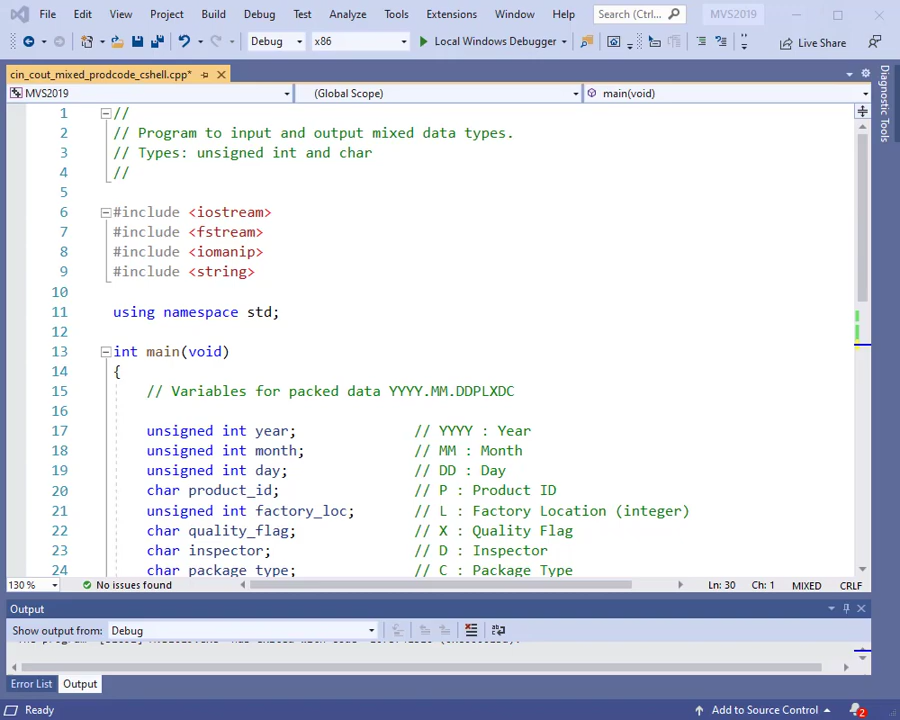 File Edit View Project Build Debug Test Analyze Tools Extensions Window Help Search (Ctrl... MVS2019
Debug x86 Local Windows Debugger Live Share
cin_cout_mixed_prodcode_cshell.cpp*
MVS2019 (Global Scope) main(void)
Diagnostic Tools
1 //
2 // Program to input and output mixed data types.
3 // Types: unsigned int and char
4 //
5
6 #include <iostream>
7 #include <fstream>
8 #include <iomanip>
9 #include <string>
10
11 using namespace std;
12
13 int main(void)
14 {
15 // Variables for packed data YYYY.MM.DDPLXDC
16
17 unsigned int year; // YYYY : Year
18 unsigned int month; // MM : Month
19 unsigned int day; // DD : Day
20 char product_id; // P : Product ID
21 unsigned int factory_loc; // L : Factory Location (integer)
22 char quality_flag; // X : Quality Flag
23 char inspector; // D : Inspector
24 char package_type; // C : Package Type
130 % No issues found Ln: 30 Ch: 1 MIXED CRLF
Output
Show output from: Debug
Error List Output
Ready Add to Source Control 2